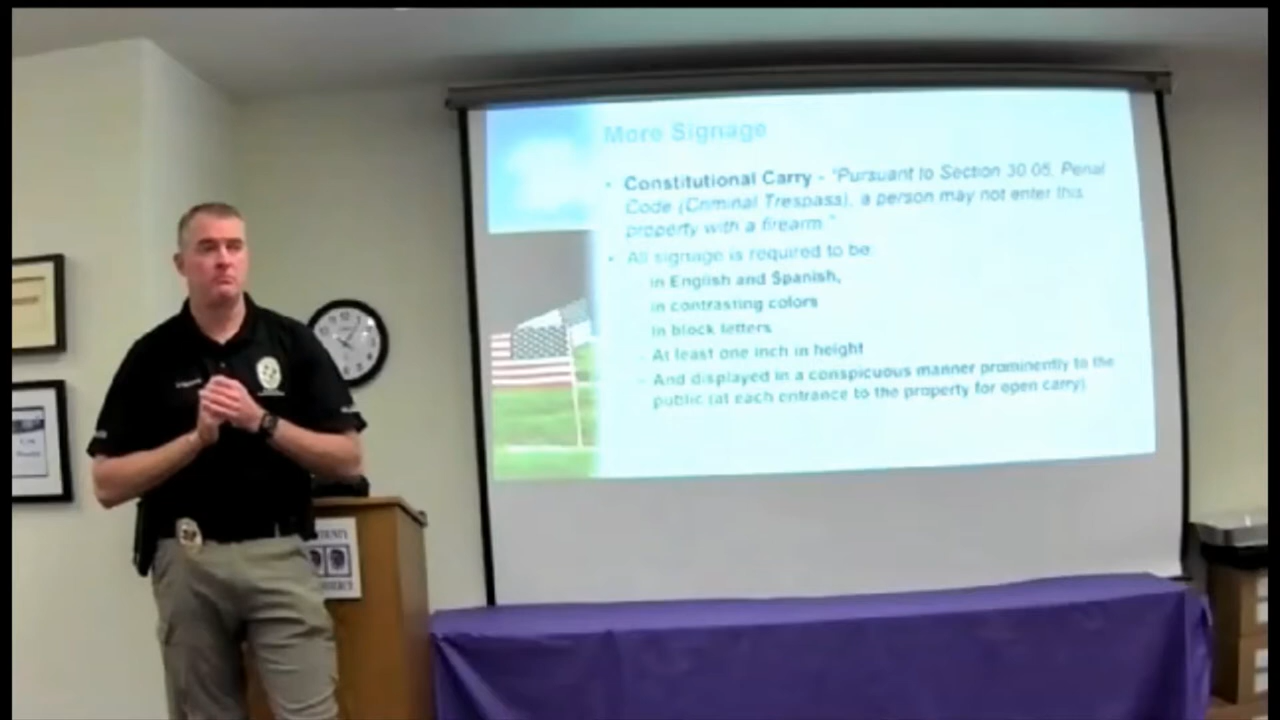 More Signage
• Constitutional Carry - "Pursuant to Section 30.05, Penal
Code (Criminal Trespass), a person may not enter this
property with a firearm."
• All signage is required to be:
in English and Spanish,
in contrasting colors
in block letters
- At least one inch in height
- And displayed in a conspicuous manner prominently to the
public (at each entrance to the property for open carry)